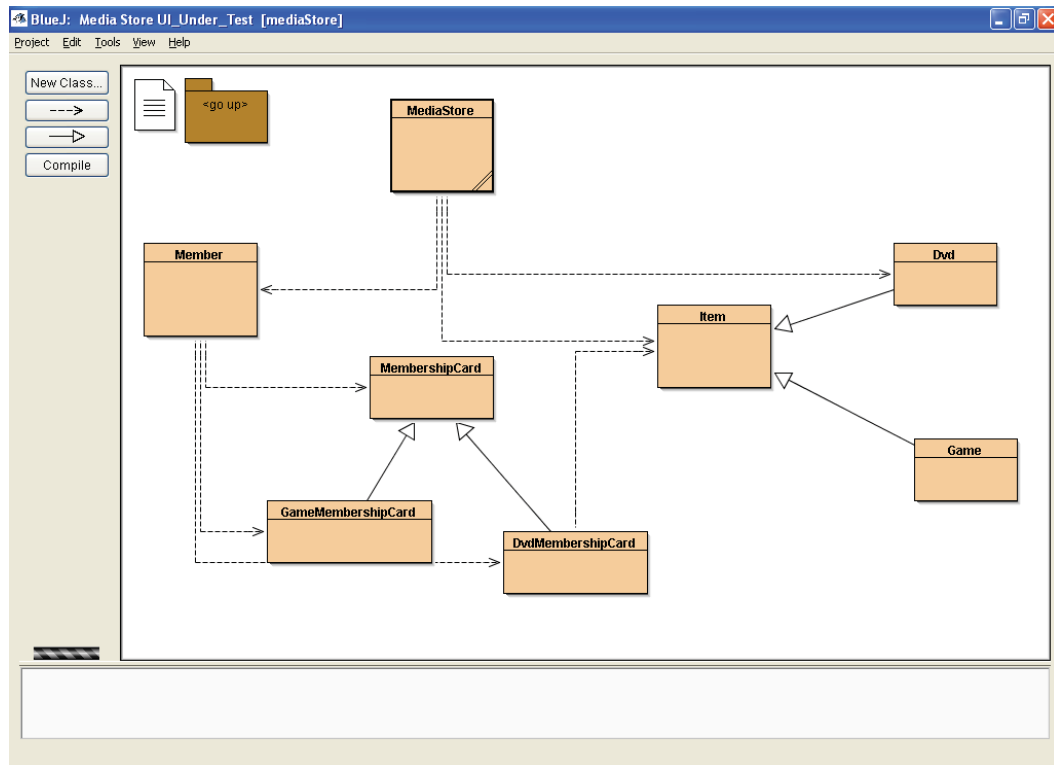 BlueJ: Media Store UI_Under_Test [mediaStore]
Project Edit Tools View Help
New Class...
Compile
<go up>
MediaStore
Member
Dvd
Item
MembershipCard
Game
GameMembershipCard
DvdMembershipCard